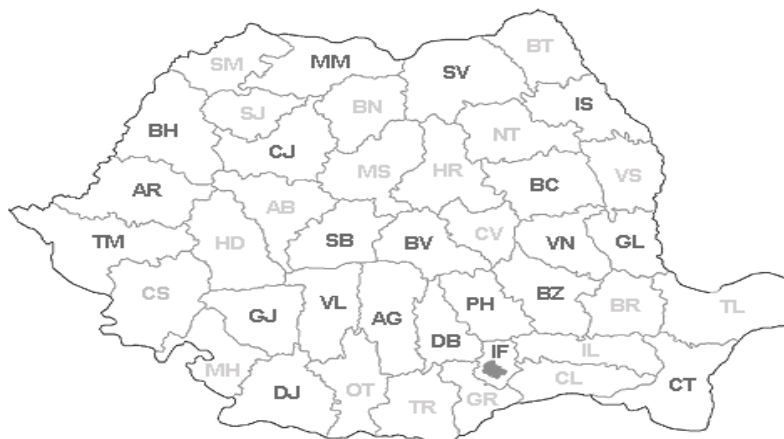 BT
SM
MM
SV
BN
SJ
IS
BH
NT
CJ
MS
HR
VS
BC
AR
AB
TM
HD
SB
BV
CV
VN
GL
CS
VL
PH
BZ
BR
TL
GJ
AG
DB
IF
IL
MH
CL
CT
DJ
OT
TR
GR